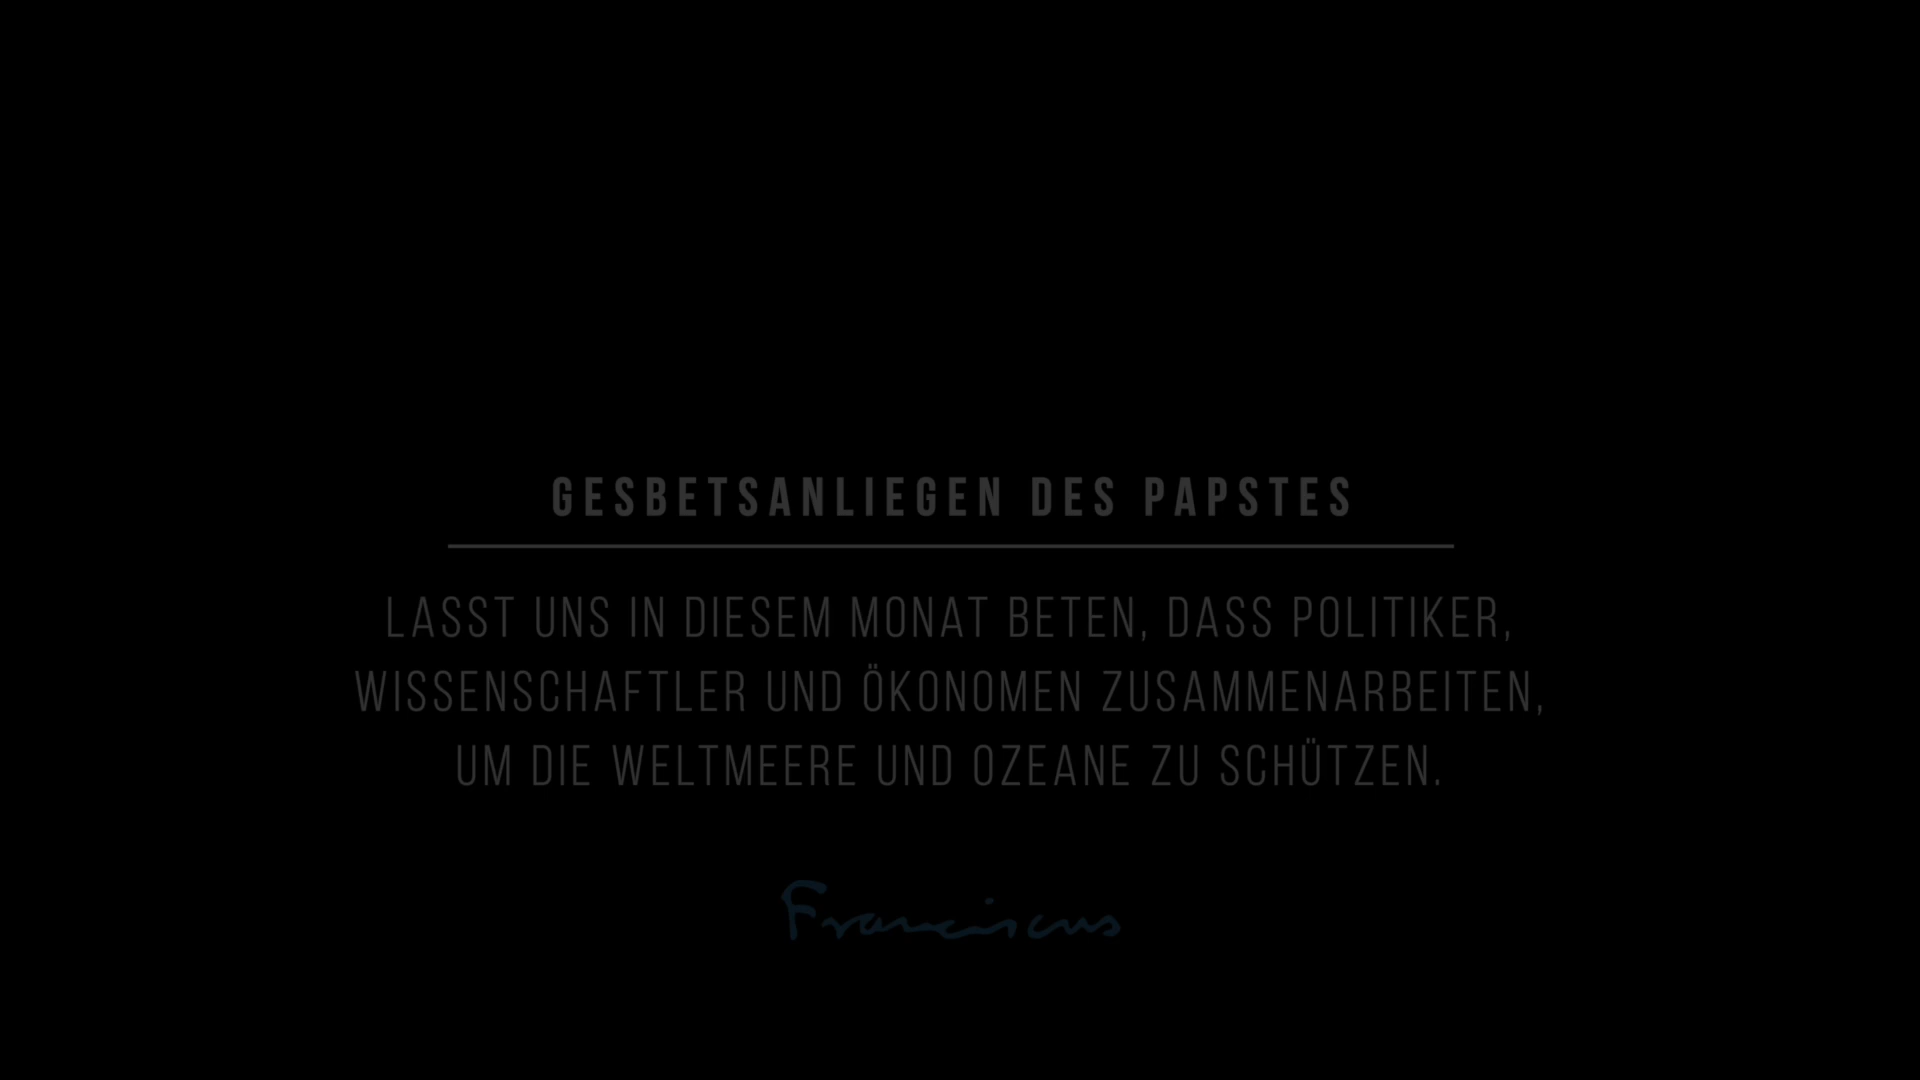 GESBETSANLIEGEN DES PAPSTES
LASST UNS IN DIESEM MONAT BETEN, DASS POLITIKER,
WISSENSCHAFTLER UND ÖKONOMEN ZUSAMMENARBEITEN,
UM DIE WELTMEERE UND OZEANE ZU SCHÜTZEN.
Franciscus